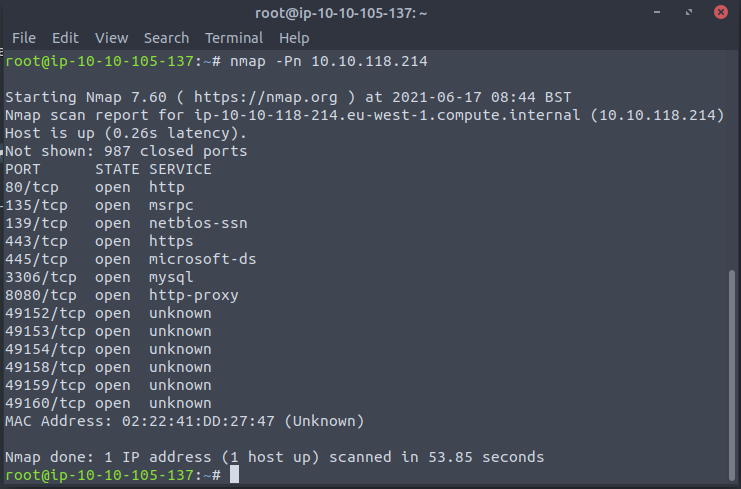 root@ip-10-10-105-137: ~
File Edit View Search Terminal Help
root@ip-10-10-105-137:~# nmap -Pn 10.10.118.214

Starting Nmap 7.60 ( https://nmap.org ) at 2021-06-17 08:44 BST
Nmap scan report for ip-10-10-118-214.eu-west-1.compute.internal (10.10.118.214)
Host is up (0.26s latency).
Not shown: 987 closed ports
PORT      STATE SERVICE
80/tcp    open  http
135/tcp   open  msrpc
139/tcp   open  netbios-ssn
443/tcp   open  https
445/tcp   open  microsoft-ds
3306/tcp  open  mysql
8080/tcp  open  http-proxy
49152/tcp open  unknown
49153/tcp open  unknown
49154/tcp open  unknown
49158/tcp open  unknown
49159/tcp open  unknown
49160/tcp open  unknown
MAC Address: 02:22:41:DD:27:47 (Unknown)

Nmap done: 1 IP address (1 host up) scanned in 53.85 seconds
root@ip-10-10-105-137:~#